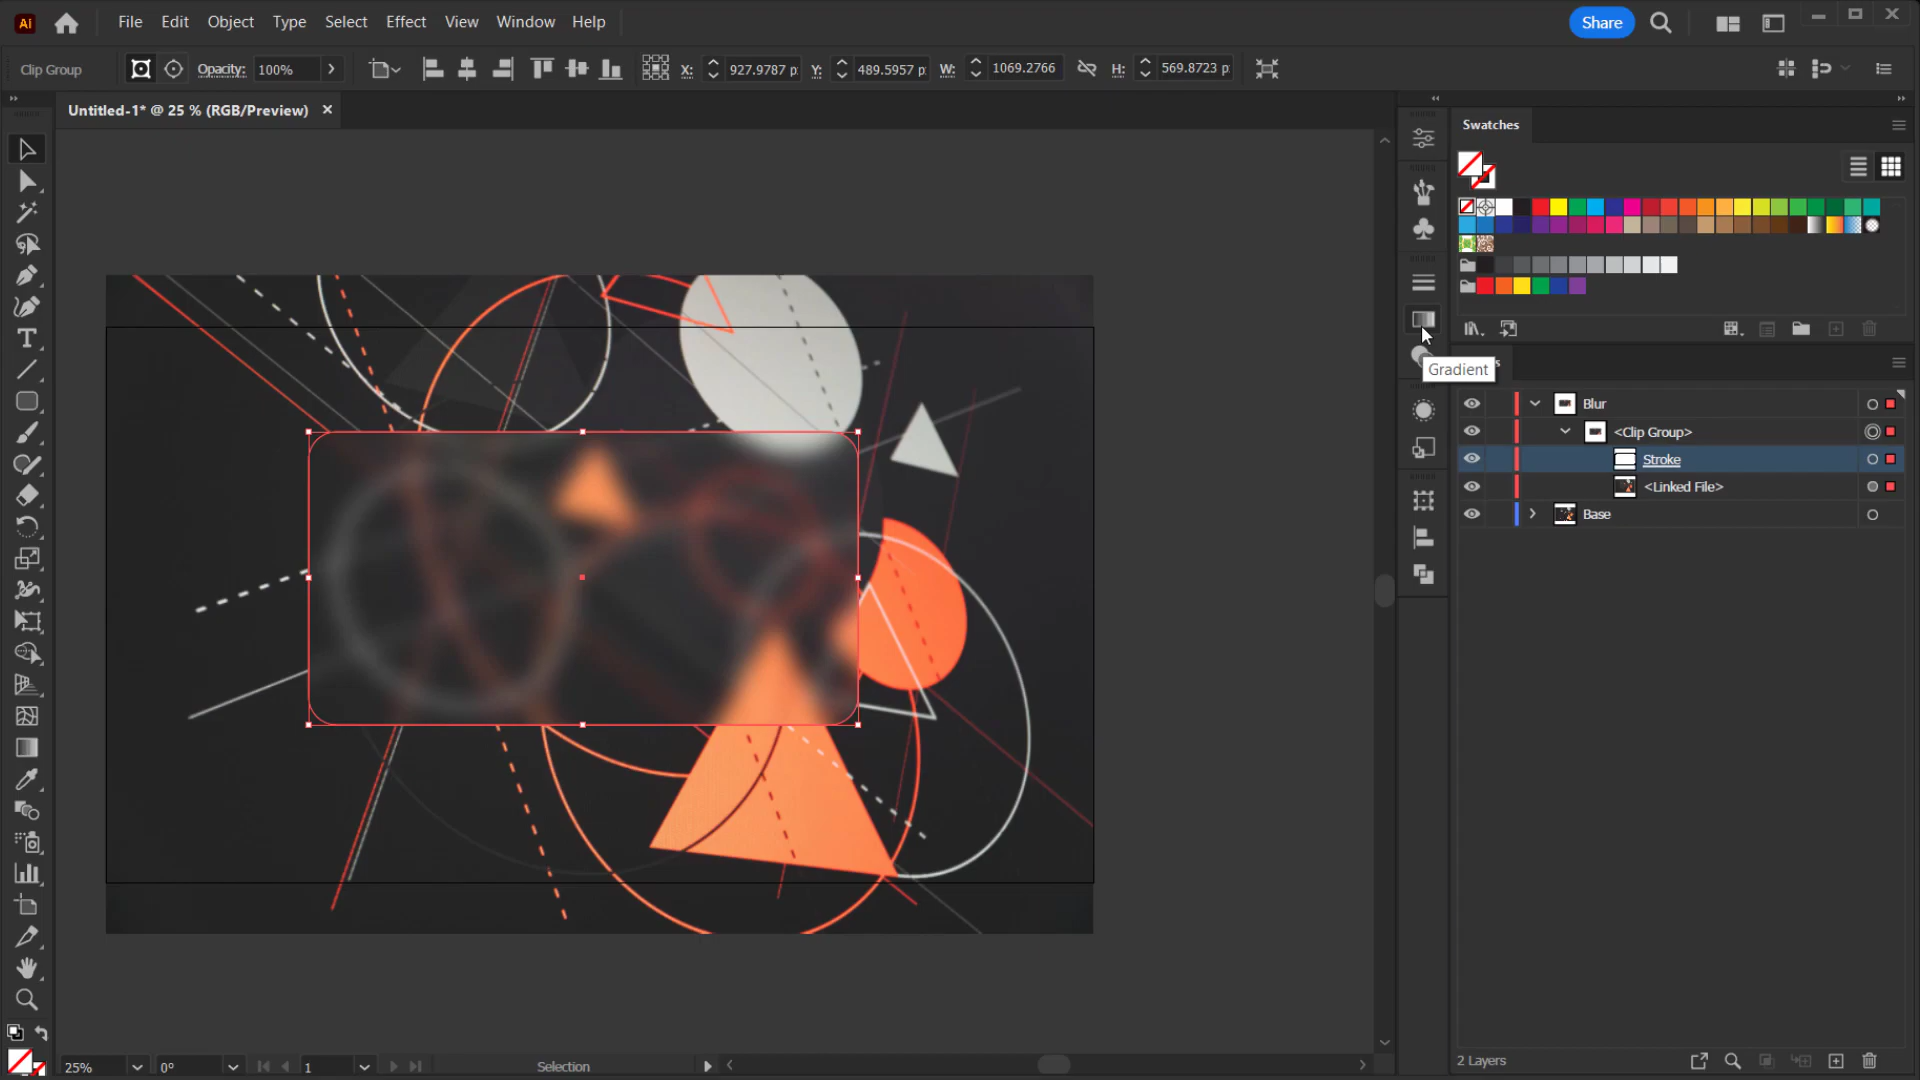 Ai File Edit Object Type Select Effect View Window Help Share
Clip Group Opacity: 100% X: 927.9787 p Y: 489.5957 p W: 1069.2766 H: 569.8723 p
Untitled-1* @ 25 % (RGB/Preview)
Swatches
Gradient
Blur
<Clip Group>
Stroke
<Linked File>
Base
25% 0° 1 Selection
2 Layers